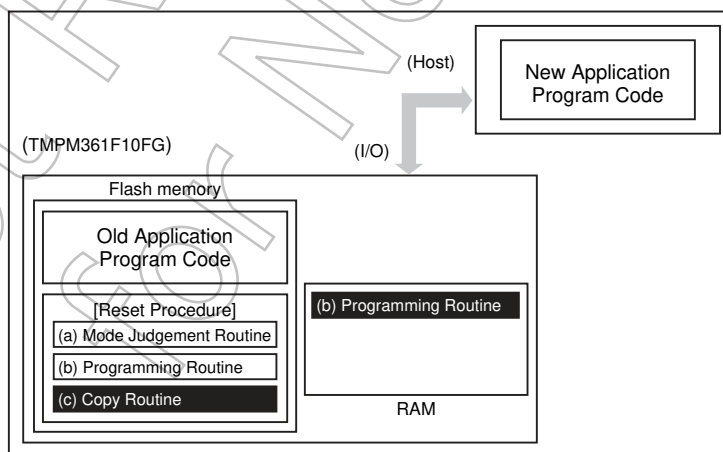 (Host)
New Application
Program Code
(TMPM361F10FG)
(I/O)
Flash memory
Old Application
Program Code
[Reset Procedure]
(a) Mode Judgement Routine
(b) Programming Routine
(c) Copy Routine
(b) Programming Routine
RAM